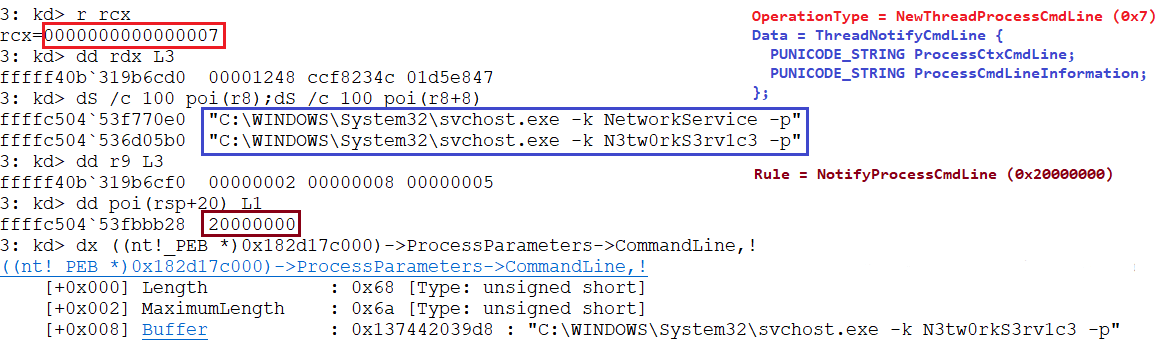 3: kd> r rcx
rcx=0000000000000007
3: kd> dd rdx L3
fffff40b`319b6cd0  00001248 ccf8234c 01d5e847
3: kd> dS /c 100 poi(r8);dS /c 100 poi(r8+8)
ffffc504`53f770e0  "C:\WINDOWS\System32\svchost.exe -k NetworkService -p"
ffffc504`536d05b0  "C:\WINDOWS\System32\svchost.exe -k N3tw0rkS3rv1c3 -p"
3: kd> dd r9 L3
fffff40b`319b6cf0  00000002 00000008 00000005
3: kd> dd poi(rsp+20) L1
ffffc504`53fbbb28  20000000
3: kd> dx ((nt!_PEB *)0x182d17c000)->ProcessParameters->CommandLine,!
((nt!_PEB *)0x182d17c000)->ProcessParameters->CommandLine,!
[+0x000] Length : 0x68 [Type: unsigned short]
[+0x002] MaximumLength : 0x6a [Type: unsigned short]
[+0x008] Buffer : 0x137442039d8 : "C:\WINDOWS\System32\svchost.exe -k N3tw0rkS3rv1c3 -p"
OperationType = NewThreadProcessCmdLine (0x7)
Data = ThreadNotifyCmdLine {
PUNICODE_STRING ProcessCtxCmdLine;
PUNICODE_STRING ProcessCmdLineInformation;
};
Rule = NotifyProcessCmdLine (0x20000000)